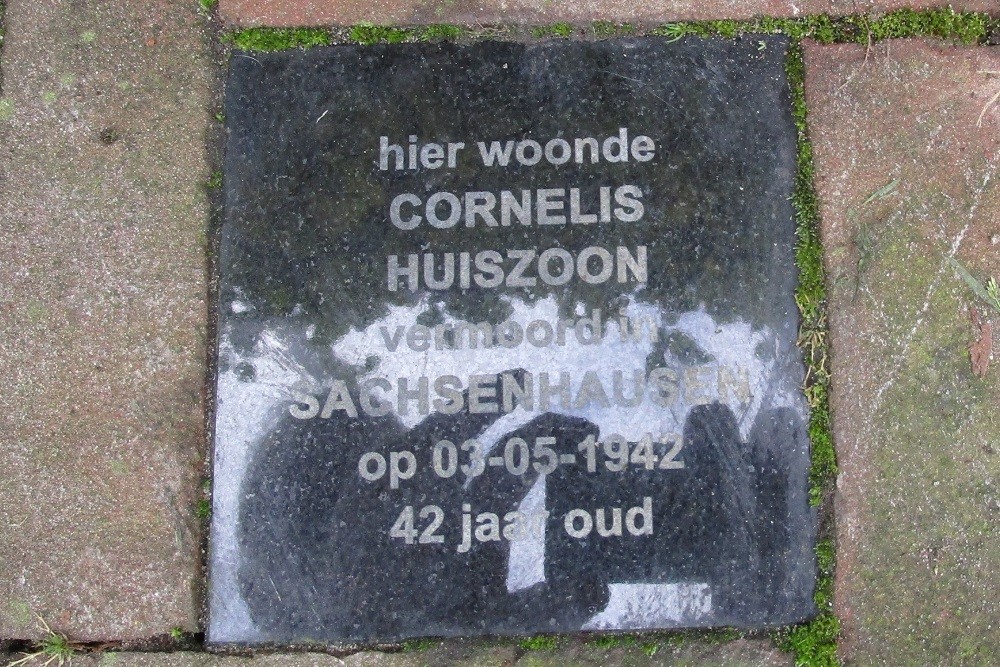 hier woonde
CORNELIS
HUISZOON
vermoord in
SACHSENHAUSEN
op 03-05-1942
42 jaar oud